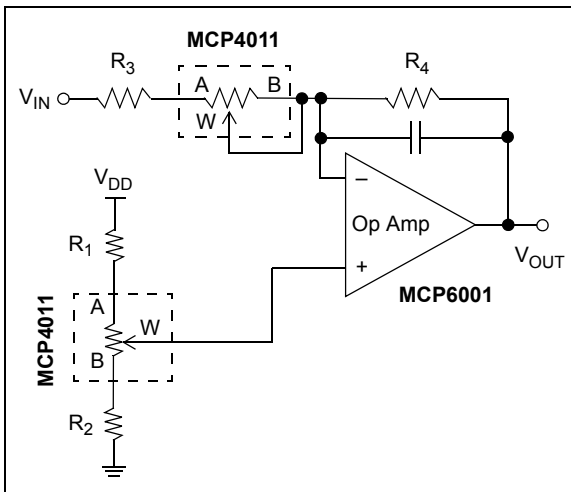 MCP4011
R3
R4
A
B
VIN
W
VDD
–
Op Amp
R1
+
VOUT
MCP6001
A
W
MCP4011
B
R2